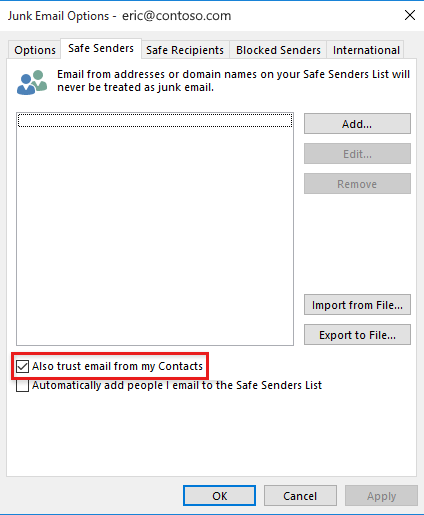 Junk Email Options - eric@contoso.com
Options Safe Senders Safe Recipients Blocked Senders International
Email from addresses or domain names on your Safe Senders List will
never be treated as junk email.
Add...
Edit...
Remove
Import from File...
Export to File...
Also trust email from my Contacts
Automatically add people I email to the Safe Senders List
OK Cancel Apply